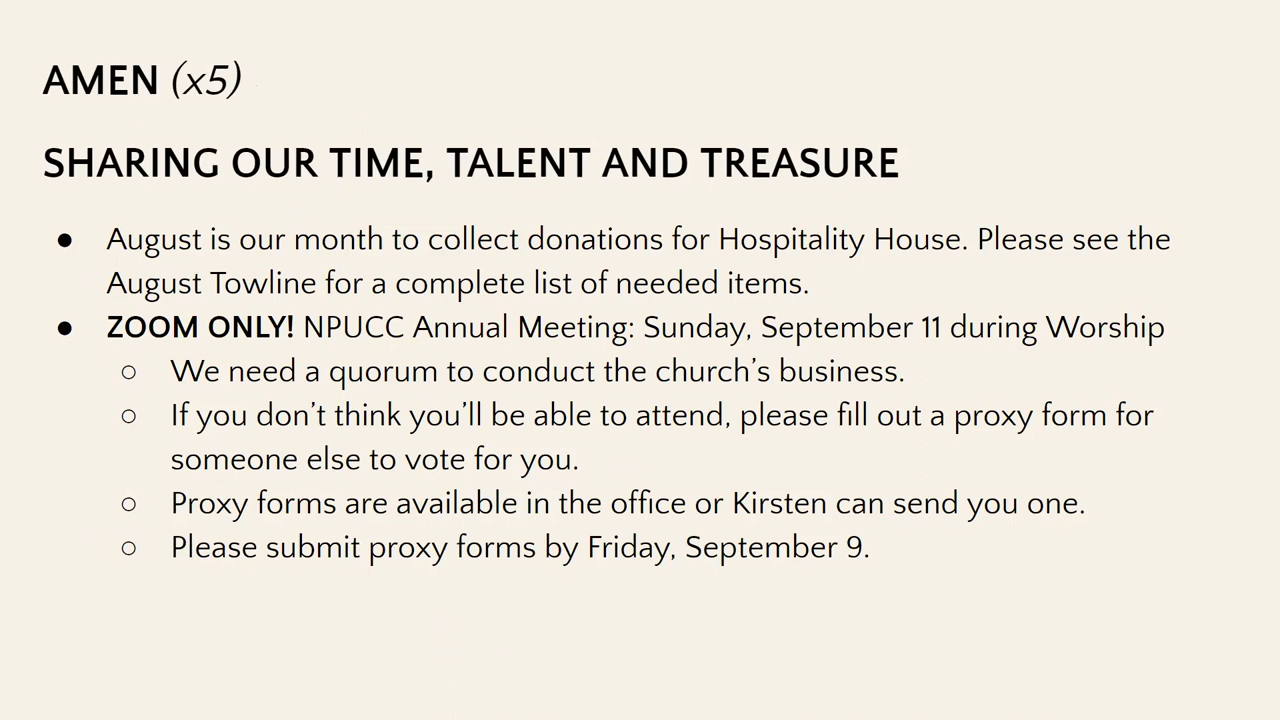 AMEN (x5)
SHARING OUR TIME, TALENT AND TREASURE
● August is our month to collect donations for Hospitality House. Please see the
August Towline for a complete list of needed items.
● ZOOM ONLY! NPUCC Annual Meeting: Sunday, September 11 during Worship
○ We need a quorum to conduct the church’s business.
○ If you don’t think you’ll be able to attend, please fill out a proxy form for
someone else to vote for you.
○ Proxy forms are available in the office or Kirsten can send you one.
○ Please submit proxy forms by Friday, September 9.